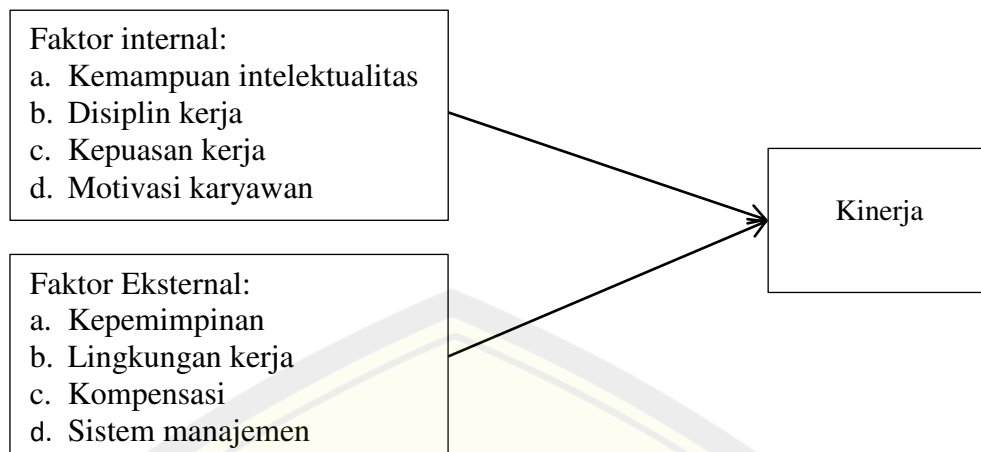 Faktor internal:
a. Kemampuan intelektualitas
b. Disiplin kerja
c. Kepuasan kerja
d. Motivasi karyawan
Kinerja
Faktor Eksternal:
a. Kepemimpinan
b. Lingkungan kerja
c. Kompensasi
d. Sistem manajemen